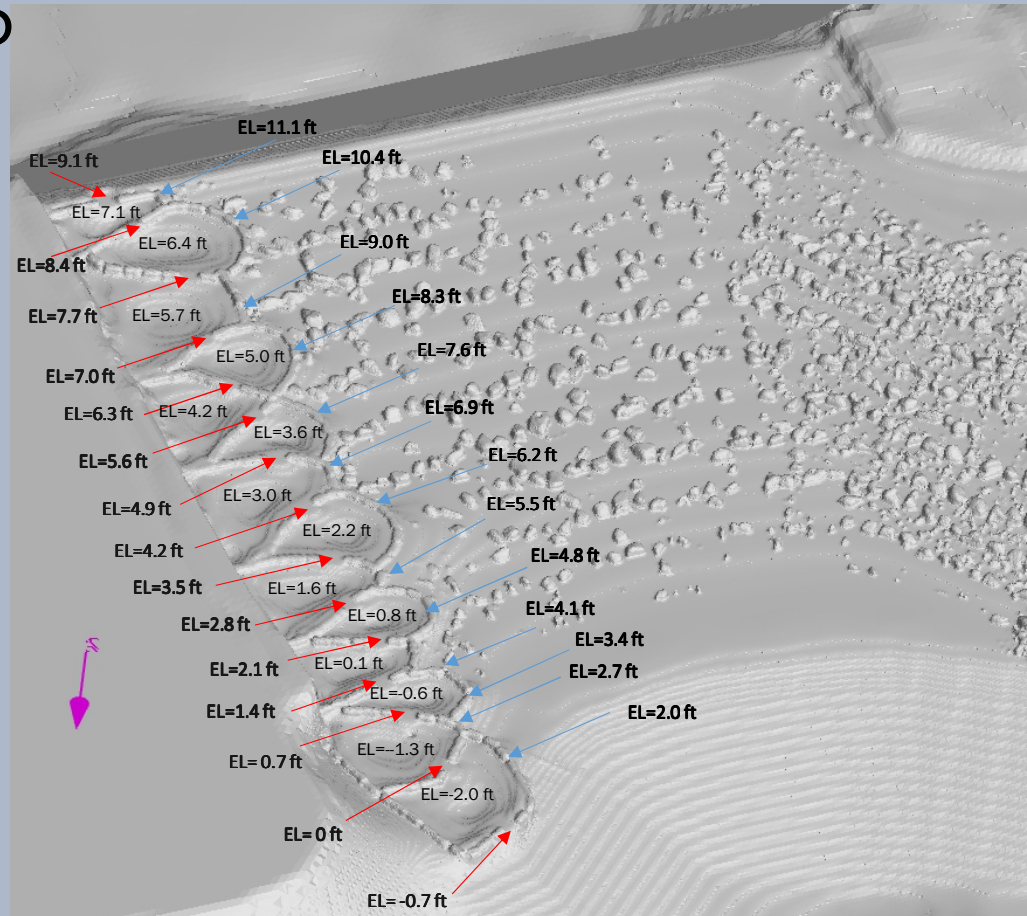 EL=11.1 ft
EL=10.4 ft
EL=9.1 ft
EL=7.1 ft
EL=6.4 ft
EL=9.0 ft
EL=8.4 ft
EL=8.3 ft
EL=7.7 ft
EL=5.7 ft
EL=7.6 ft
EL=5.0 ft
EL=7.0 ft
EL=6.9 ft
EL=6.3 ft
EL=4.2 ft
EL=3.6 ft
EL=6.2 ft
EL=5.6 ft
EL=3.0 ft
EL=5.5 ft
EL=4.9 ft
EL=2.2 ft
EL=4.2 ft
EL=4.8 ft
EL=3.5 ft
EL=1.6 ft
EL=4.1 ft
EL=0.8 ft
EL=2.8 ft
EL=3.4 ft
EL=2.1 ft
EL=0.1 ft
EL=2.7 ft
EL=-0.6 ft
EL=1.4 ft
EL=2.0 ft
EL=--1.3 ft
EL= 0.7 ft
EL=-2.0 ft
EL= 0 ft
EL= -0.7 ft